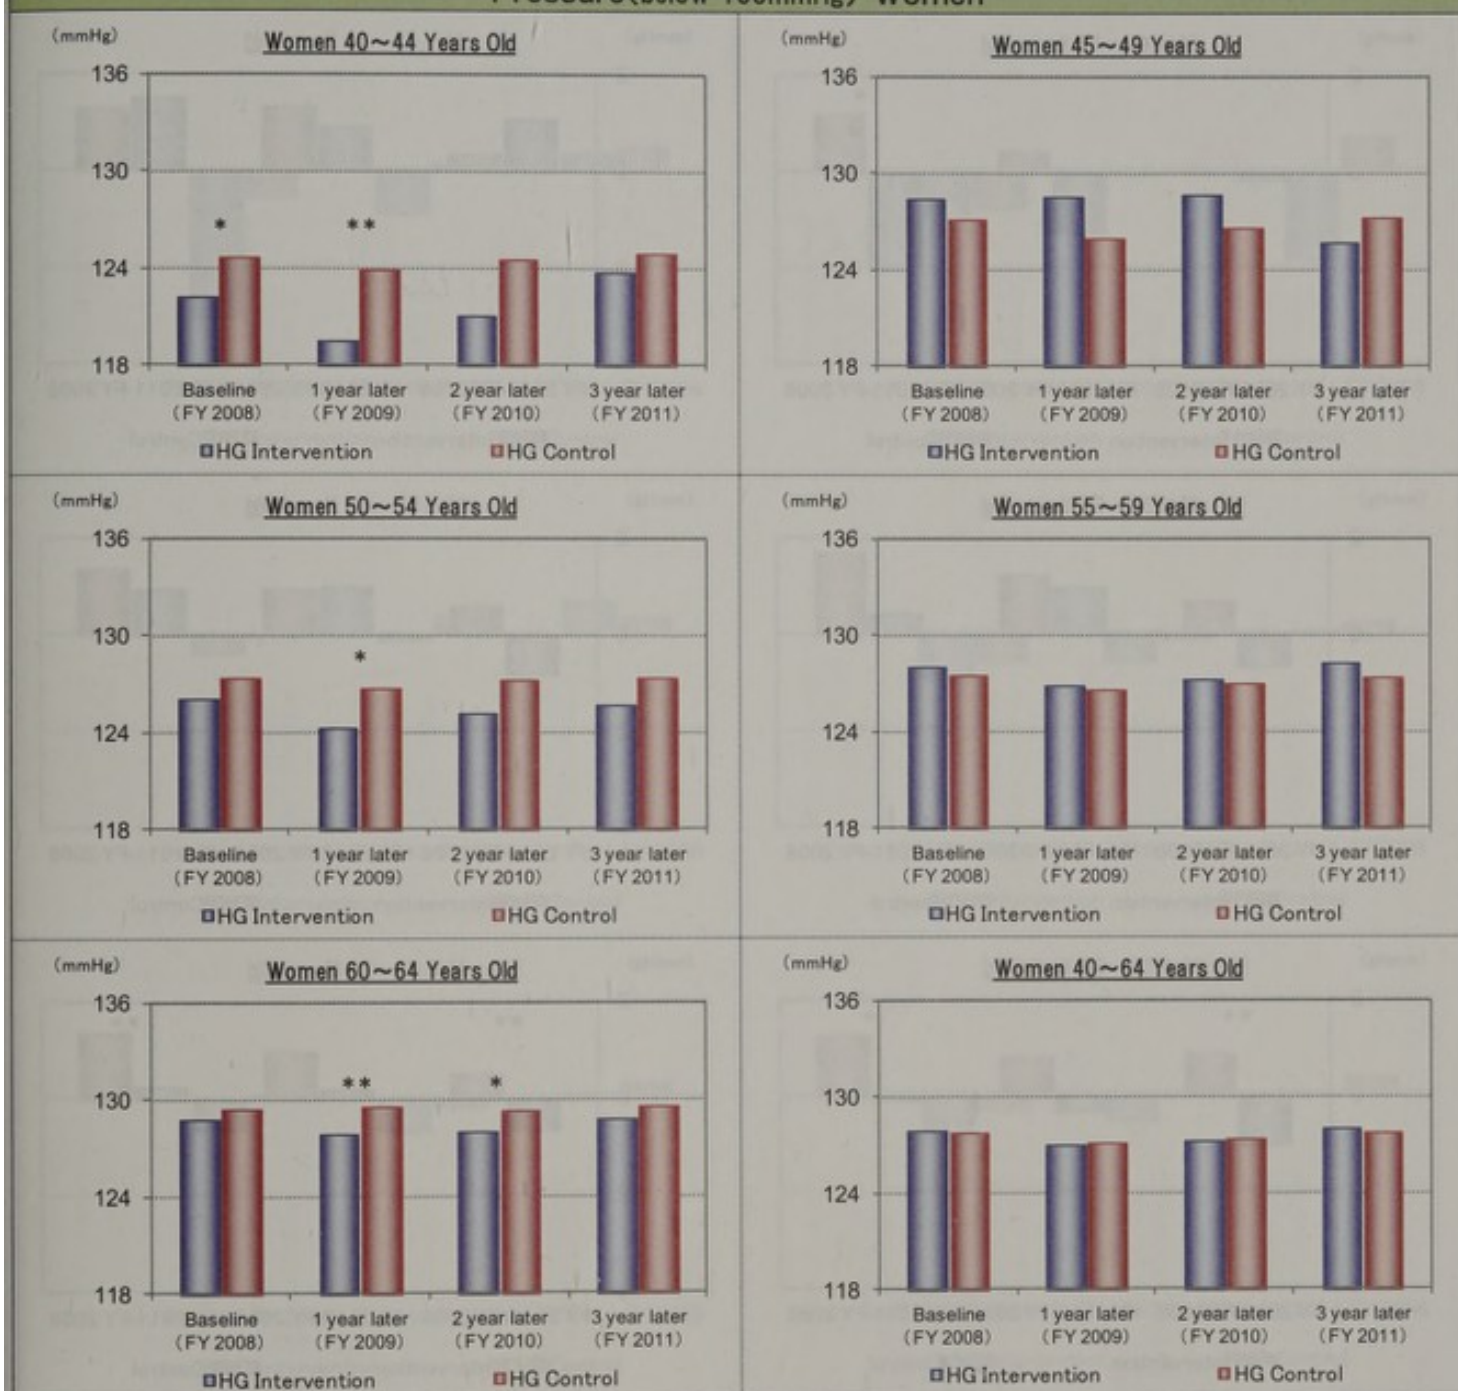 Pressure(below 100mmHg) Women
(mmHg)
Women 40～44 Years Old
136
130
124
118
*
**
Baseline
(FY 2008)
1 year later
(FY 2009)
2 year later
(FY 2010)
3 year later
(FY 2011)
HG Intervention
HG Control
(mmHg)
Women 45～49 Years Old
136
130
124
118
Baseline
(FY 2008)
1 year later
(FY 2009)
2 year later
(FY 2010)
3 year later
(FY 2011)
HG Intervention
HG Control
(mmHg)
Women 50～54 Years Old
136
130
124
118
*
Baseline
(FY 2008)
1 year later
(FY 2009)
2 year later
(FY 2010)
3 year later
(FY 2011)
HG Intervention
HG Control
(mmHg)
Women 55～59 Years Old
136
130
124
118
Baseline
(FY 2008)
1 year later
(FY 2009)
2 year later
(FY 2010)
3 year later
(FY 2011)
HG Intervention
HG Control
(mmHg)
Women 60～64 Years Old
136
130
124
118
**
*
Baseline
(FY 2008)
1 year later
(FY 2009)
2 year later
(FY 2010)
3 year later
(FY 2011)
HG Intervention
HG Control
(mmHg)
Women 40～64 Years Old
136
130
124
118
Baseline
(FY 2008)
1 year later
(FY 2009)
2 year later
(FY 2010)
3 year later
(FY 2011)
HG Intervention
HG Control